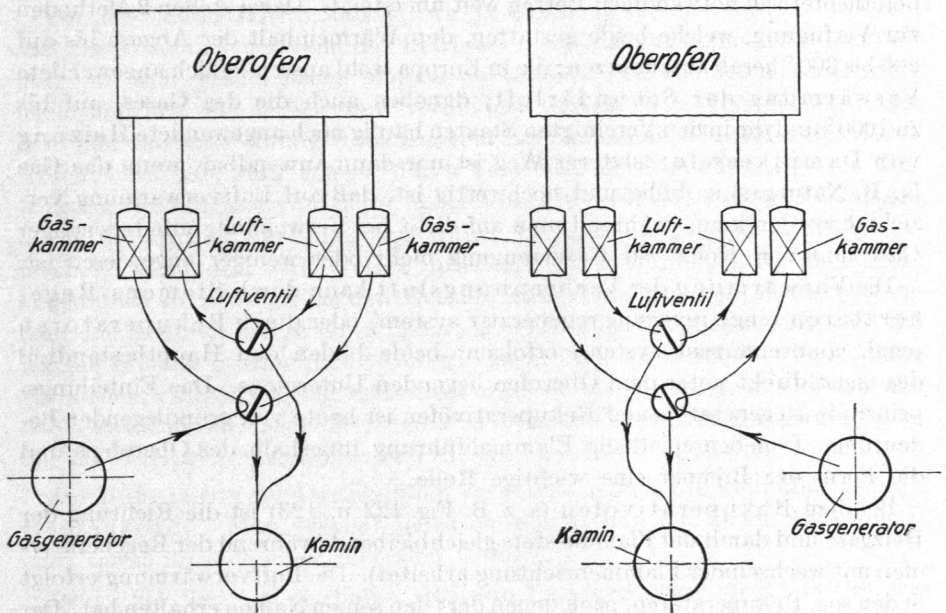 Oberofen
Oberofen
Gas-
kammer
Luft-
kammer
Gas-
kammer
Luft-
kammer
Gas-
kammer
Luftventil
Luftventil
Gasgenerator
Kamin
Kamin
Gasgenerator